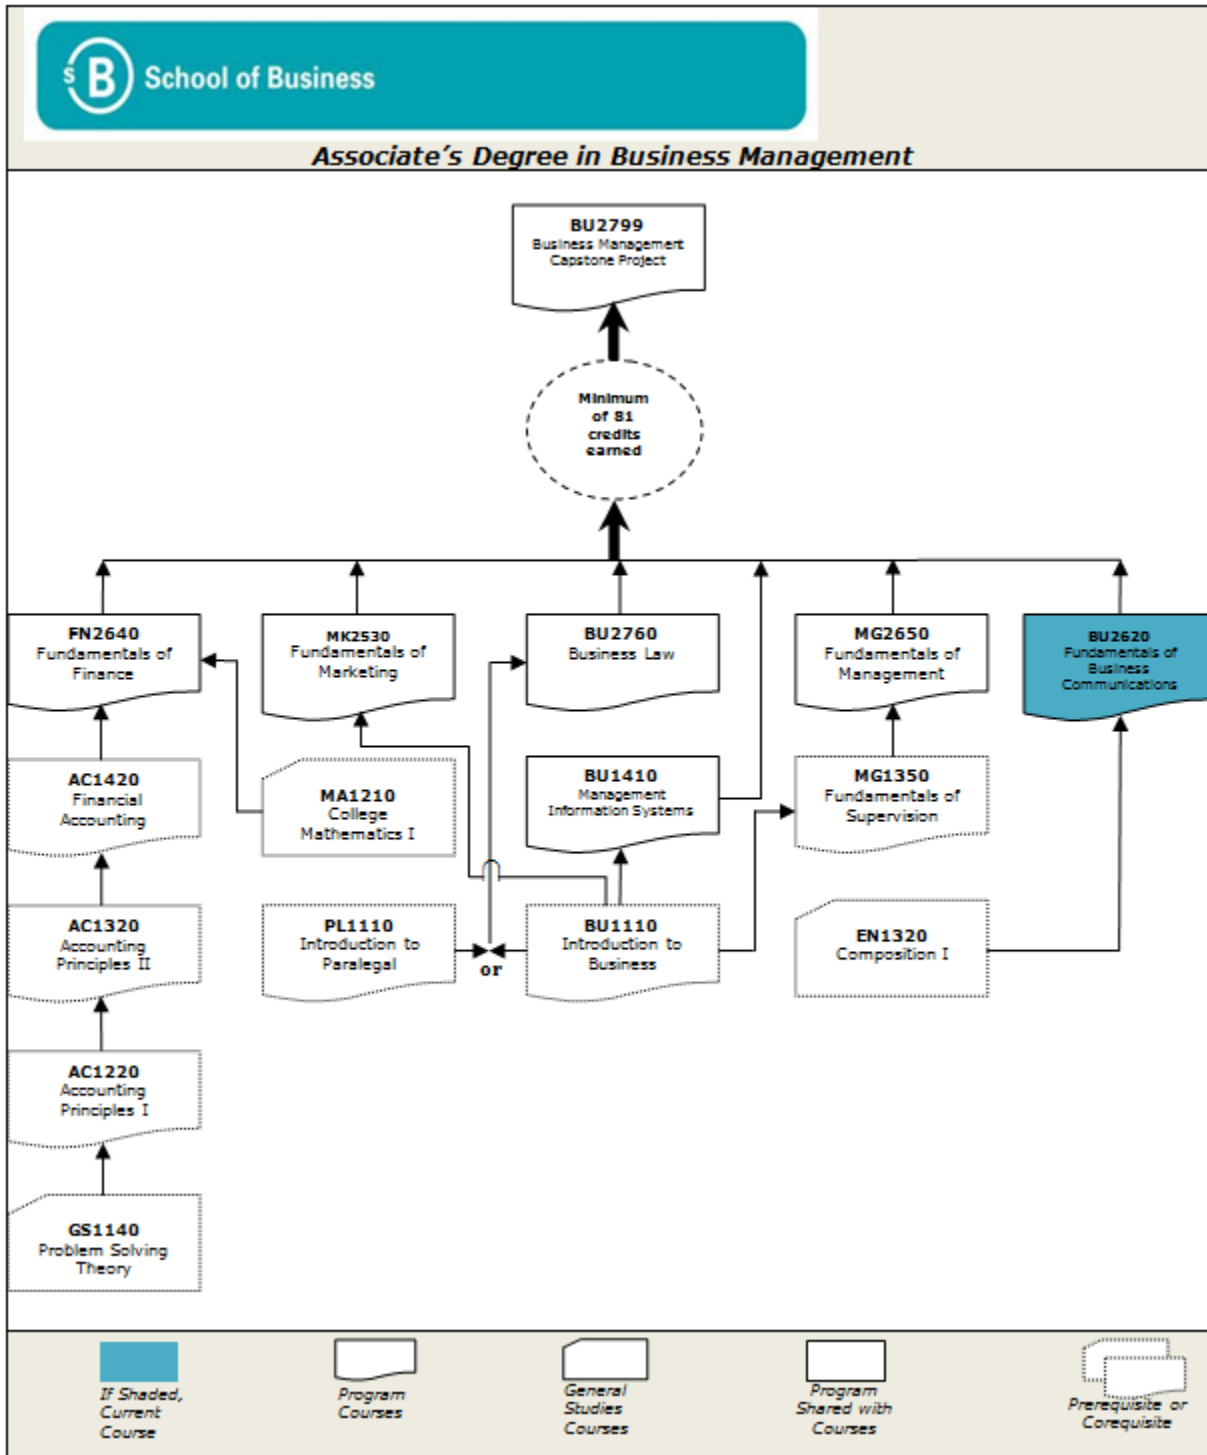 sB School of Business
Associate's Degree in Business Management
BU2799
Business Management
Capstone Project
Minimum
of 81
credits
earned
FN2640
Fundamentals of
Finance
MK2530
Fundamentals of
Marketing
BU2760
Business Law
MG2650
Fundamentals of
Management
BU2620
Fundamentals of
Business
Communications
AC1420
Financial
Accounting
MA1210
College
Mathematics I
BU1410
Management
Information Systems
MG1350
Fundamentals of
Supervision
AC1320
Accounting
Principles II
PL1110
Introduction to
Paralegal
or
BU1110
Introduction to
Business
EN1320
Composition I
AC1220
Accounting
Principles I
GS1140
Problem Solving
Theory
If Shaded,
Current
Course
Program
Courses
General
Studies
Courses
Program
Shared with
Courses
Prerequisite or
Corequisite